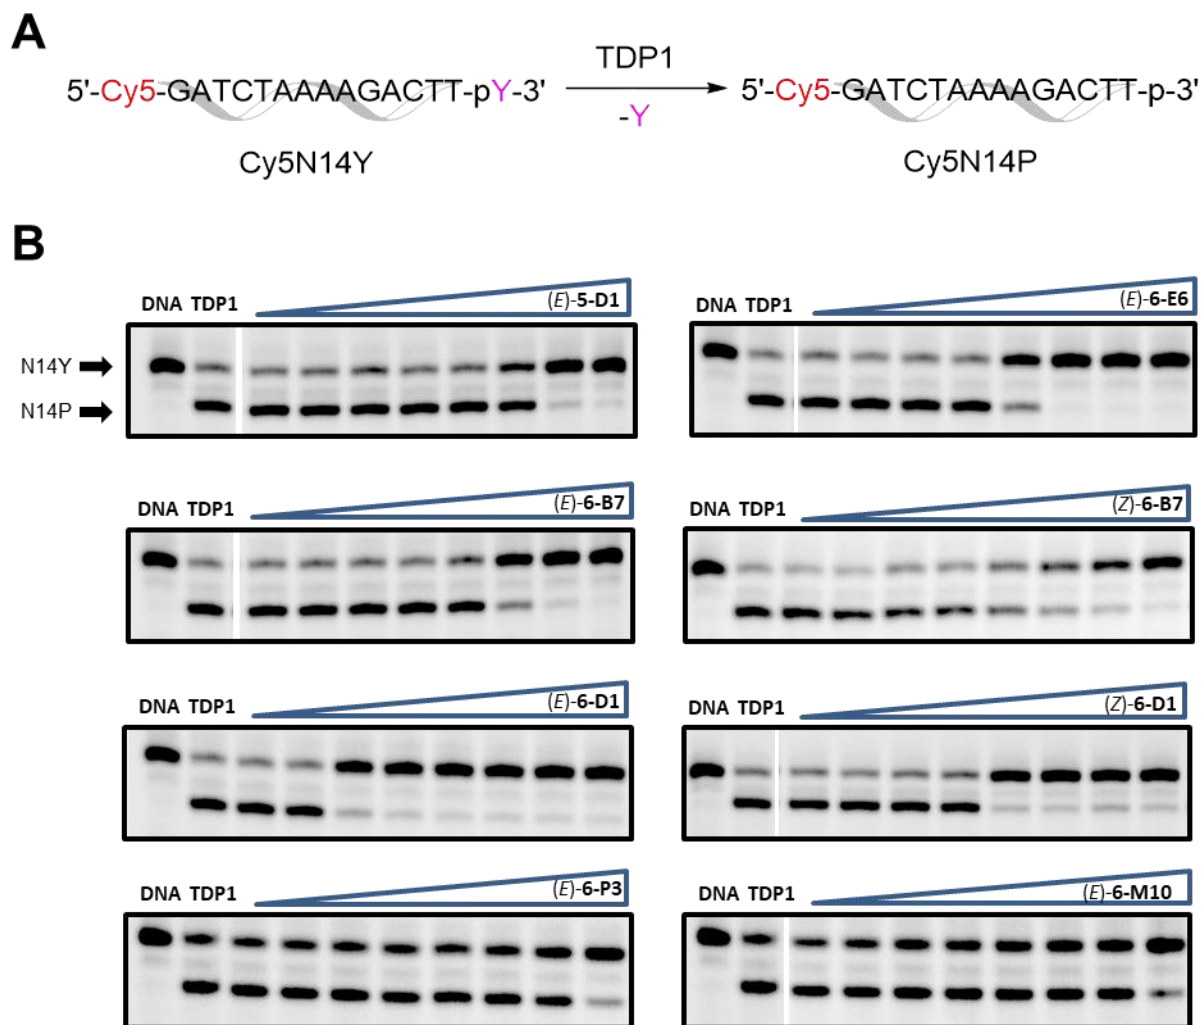 A
5'-Cy5-GATCTAAAAGACTT-pY-3' TDP1 -Y 5'-Cy5-GATCTAAAAGACTT-p-3'
Cy5N14Y Cy5N14P
B
DNA TDP1 (E)-5-D1 DNA TDP1 (E)-6-E6
N14Y
N14P
DNA TDP1 (E)-6-B7 DNA TDP1 (Z)-6-B7
DNA TDP1 (E)-6-D1 DNA TDP1 (Z)-6-D1
DNA TDP1 (E)-6-P3 DNA TDP1 (E)-6-M10